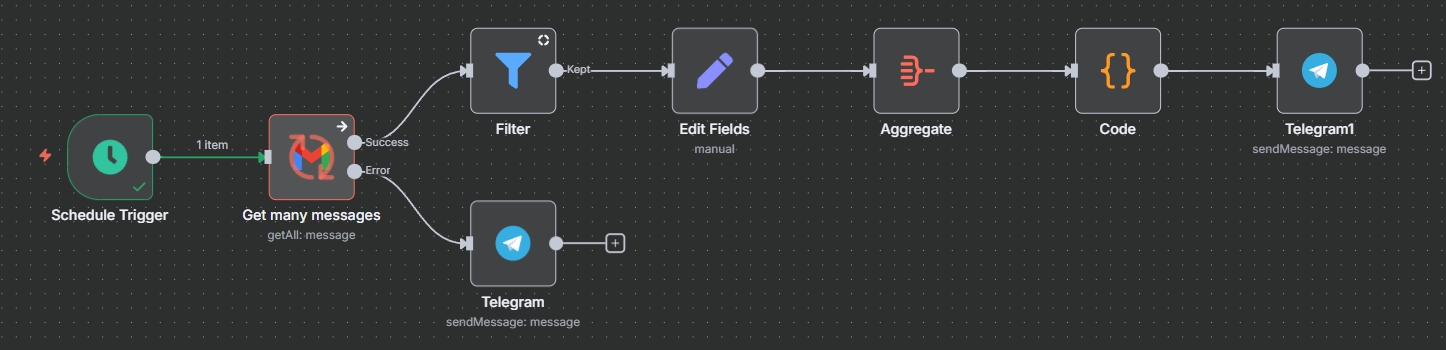 Filter
Kept
Edit Fields
manual
Aggregate
Code
Telegram1
sendMessage: message
1 item
Success
Error
Schedule Trigger
Get many messages
getAll: message
Telegram
sendMessage: message